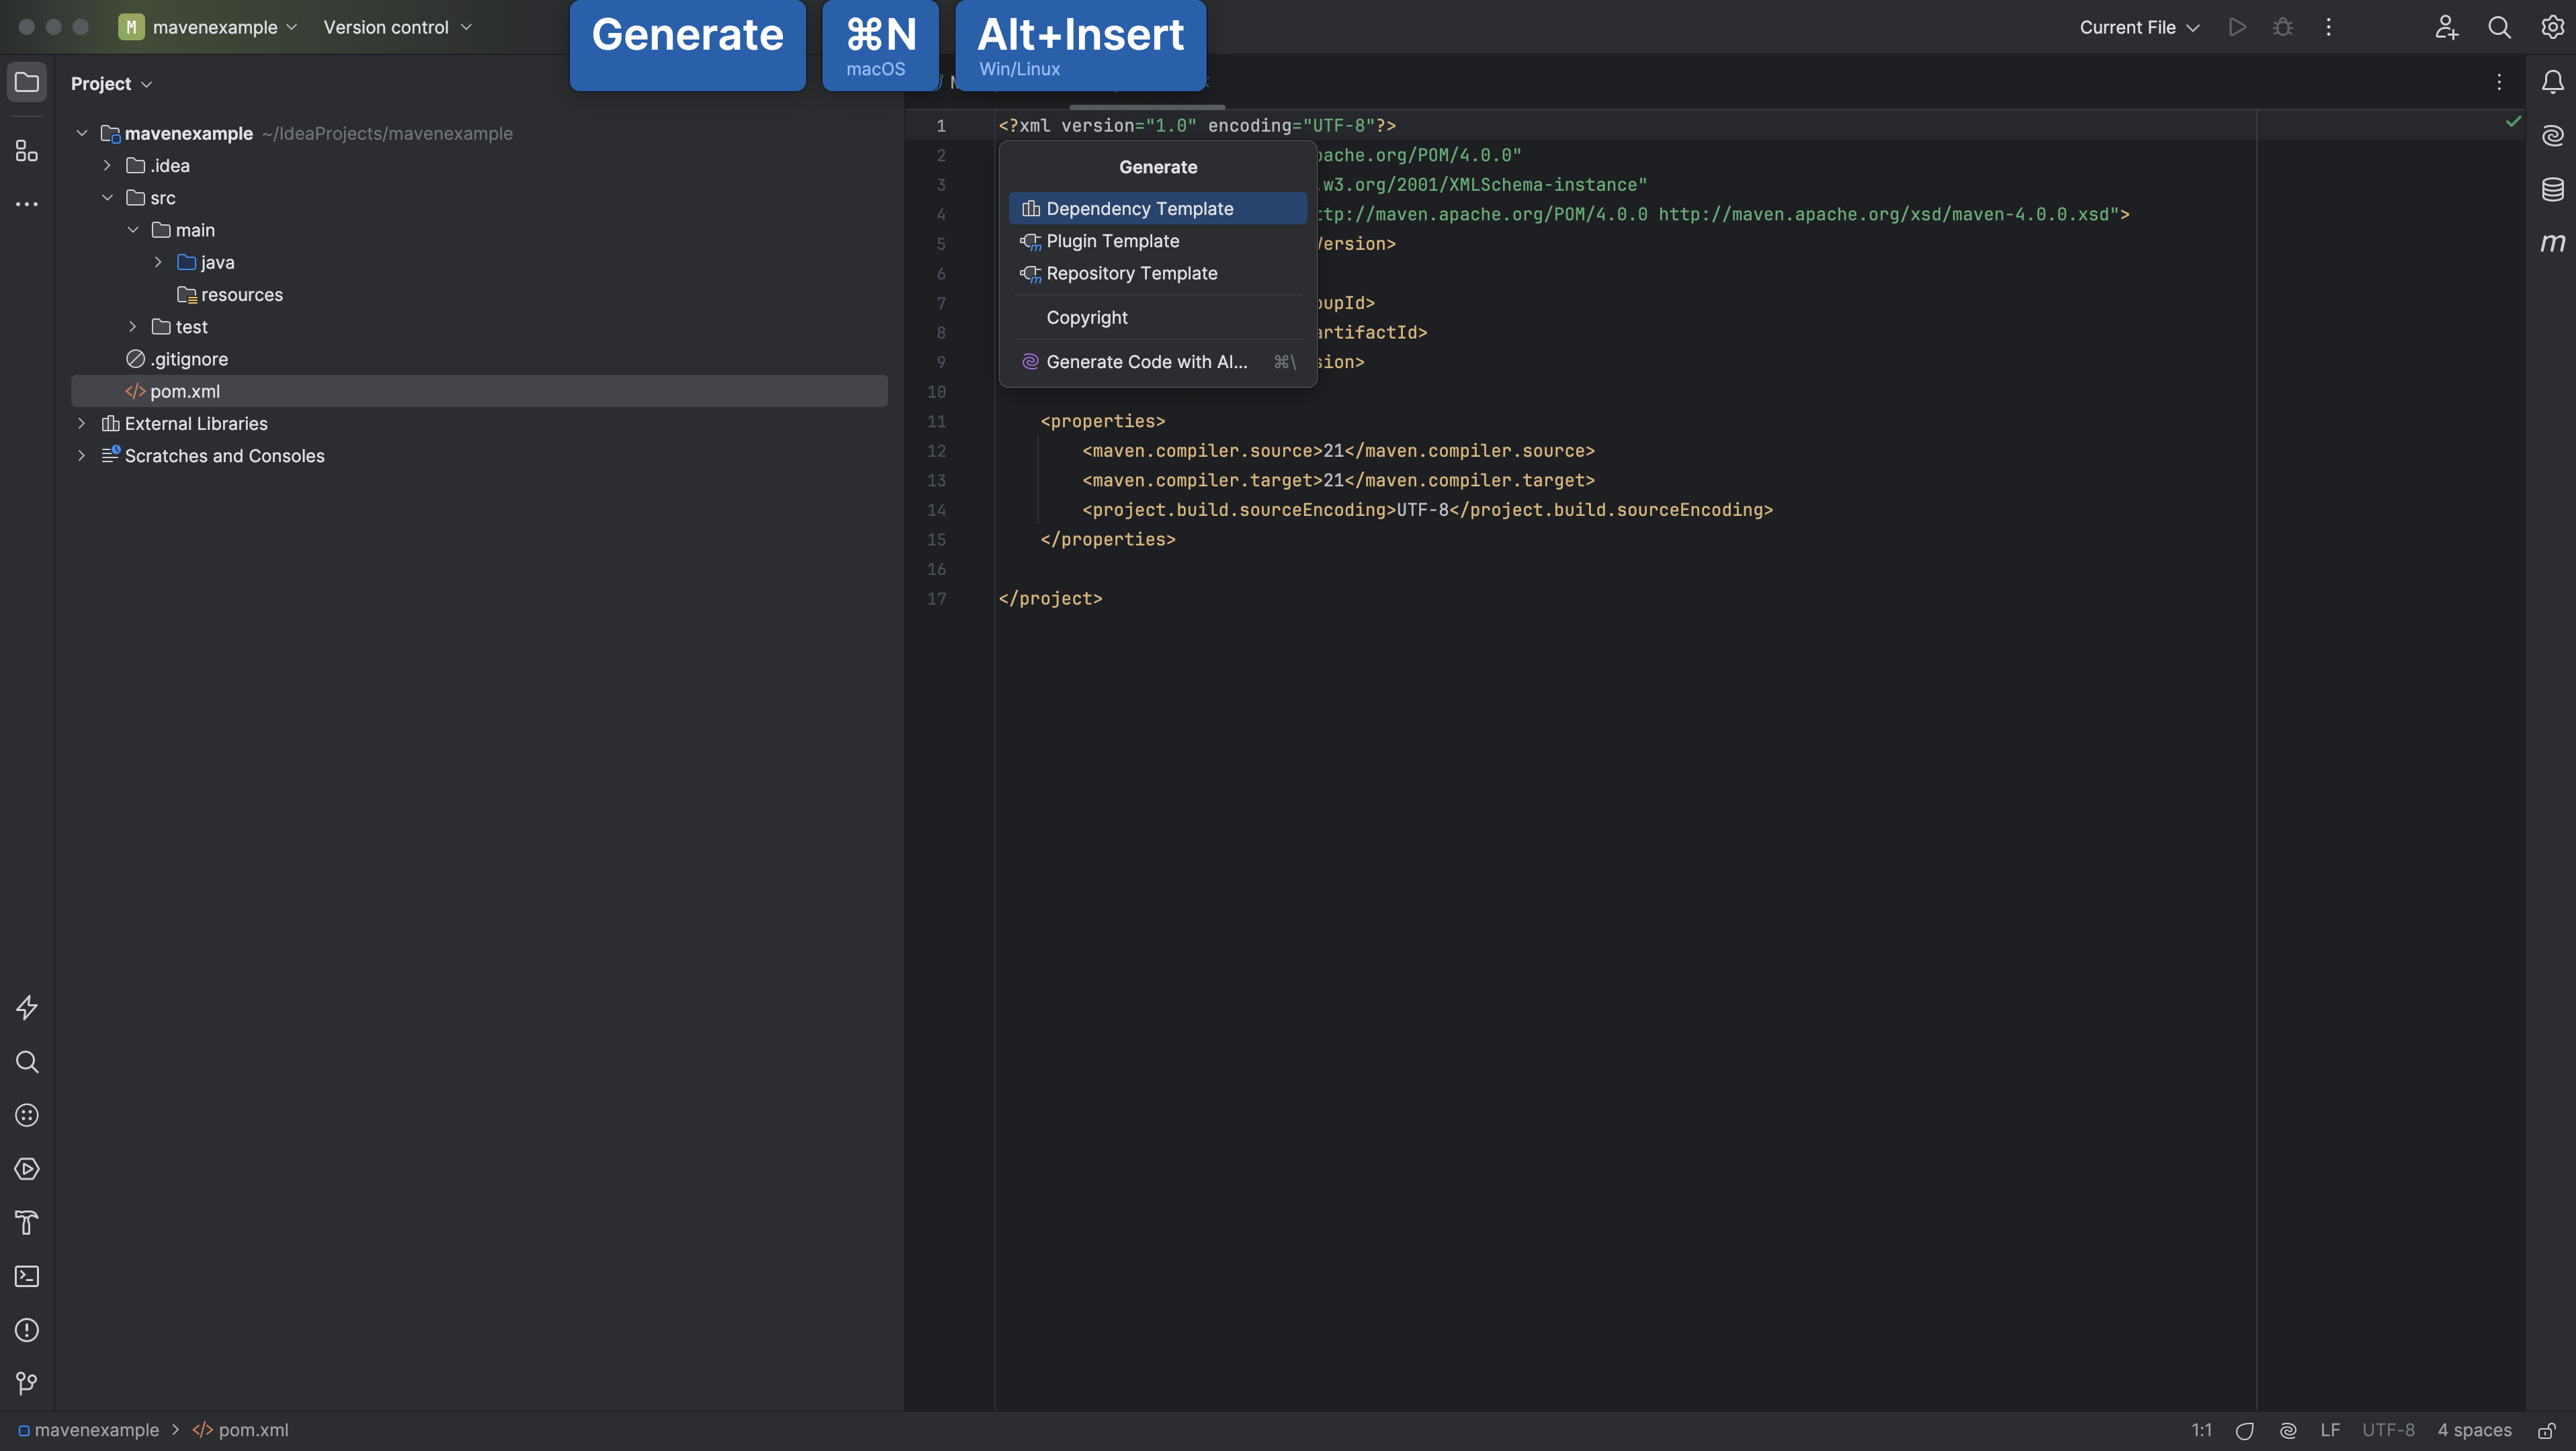 M mavenexample Version control
Generate
⌘N
macOS
Alt+Insert
Win/Linux
Current File
Project
mavenexample ~/IdeaProjects/mavenexample
.idea
src
main
java
resources
test
.gitignore
</> pom.xml
External Libraries
Scratches and Consoles
1 <?xml version="1.0" encoding="UTF-8"?>
2 ache.org/POM/4.0.0"
3 .w3.org/2001/XMLSchema-instance"
4 ttp://maven.apache.org/POM/4.0.0 http://maven.apache.org/xsd/maven-4.0.0.xsd">
5 Version>
6
7 oupId>
8 artifactId>
9 sion>
10
11 <properties>
12 <maven.compiler.source>21</maven.compiler.source>
13 <maven.compiler.target>21</maven.compiler.target>
14 <project.build.sourceEncoding>UTF-8</project.build.sourceEncoding>
15 </properties>
16
17 </project>
Generate
Dependency Template
Plugin Template
Repository Template
Copyright
Generate Code with AI... ⌘\
m
mavenexample > </> pom.xml
1:1 LF UTF-8 4 spaces